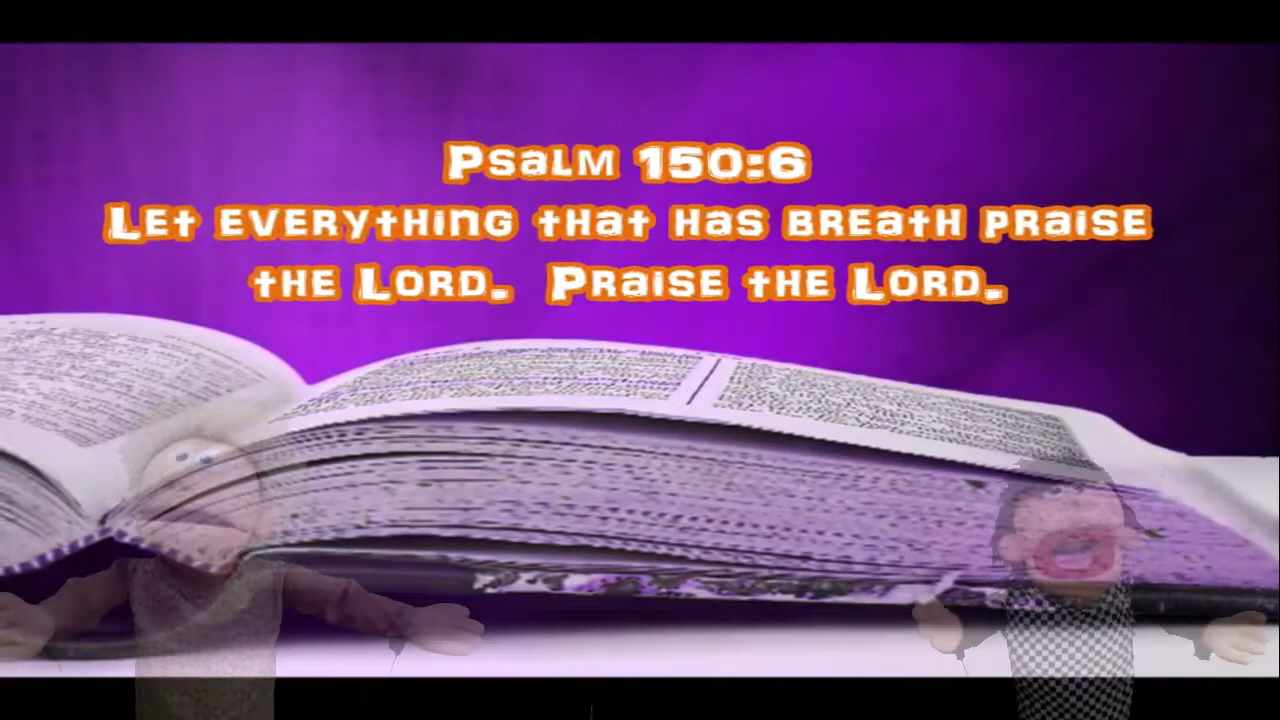 Psalm 150:6
Let everything that has breath praise
the Lord. Praise the Lord.